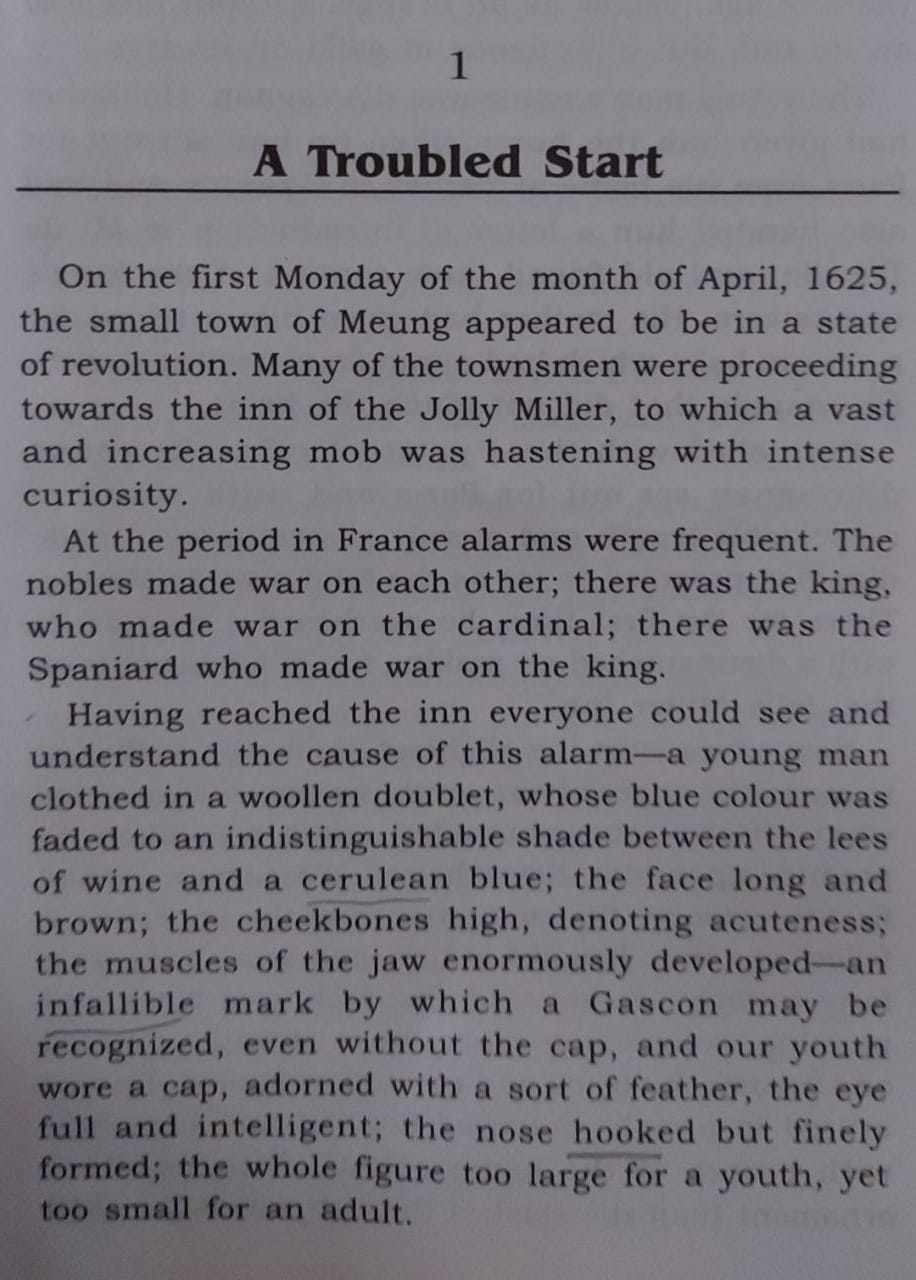 1
A Troubled Start
On the first Monday of the month of April, 1625,
the small town of Meung appeared to be in a state
of revolution. Many of the townsmen were proceeding
towards the inn of the Jolly Miller, to which a vast
and increasing mob was hastening with intense
curiosity.
At the period in France alarms were frequent. The
nobles made war on each other; there was the king,
who made war on the cardinal; there was the
Spaniard who made war on the king.
Having reached the inn everyone could see and
understand the cause of this alarm—a young man
clothed in a woollen doublet, whose blue colour was
faded to an indistinguishable shade between the lees
of wine and a cerulean blue; the face long and
brown; the cheekbones high, denoting acuteness;
the muscles of the jaw enormously developed—an
infallible mark by which a Gascon may be
recognized, even without the cap, and our youth
wore a cap, adorned with a sort of feather, the eye
full and intelligent; the nose hooked but finely
formed; the whole figure too large for a youth, yet
too small for an adult.